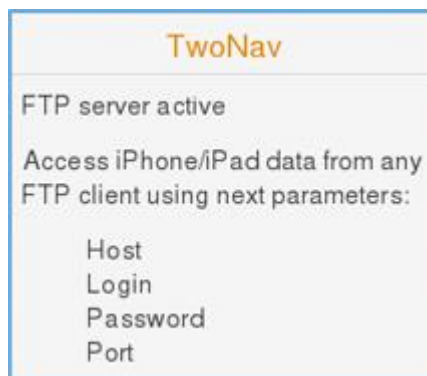 TwoNav
FTP server active
Access iPhone/iPad data from any
FTP client using next parameters:
Host
Login
Password
Port